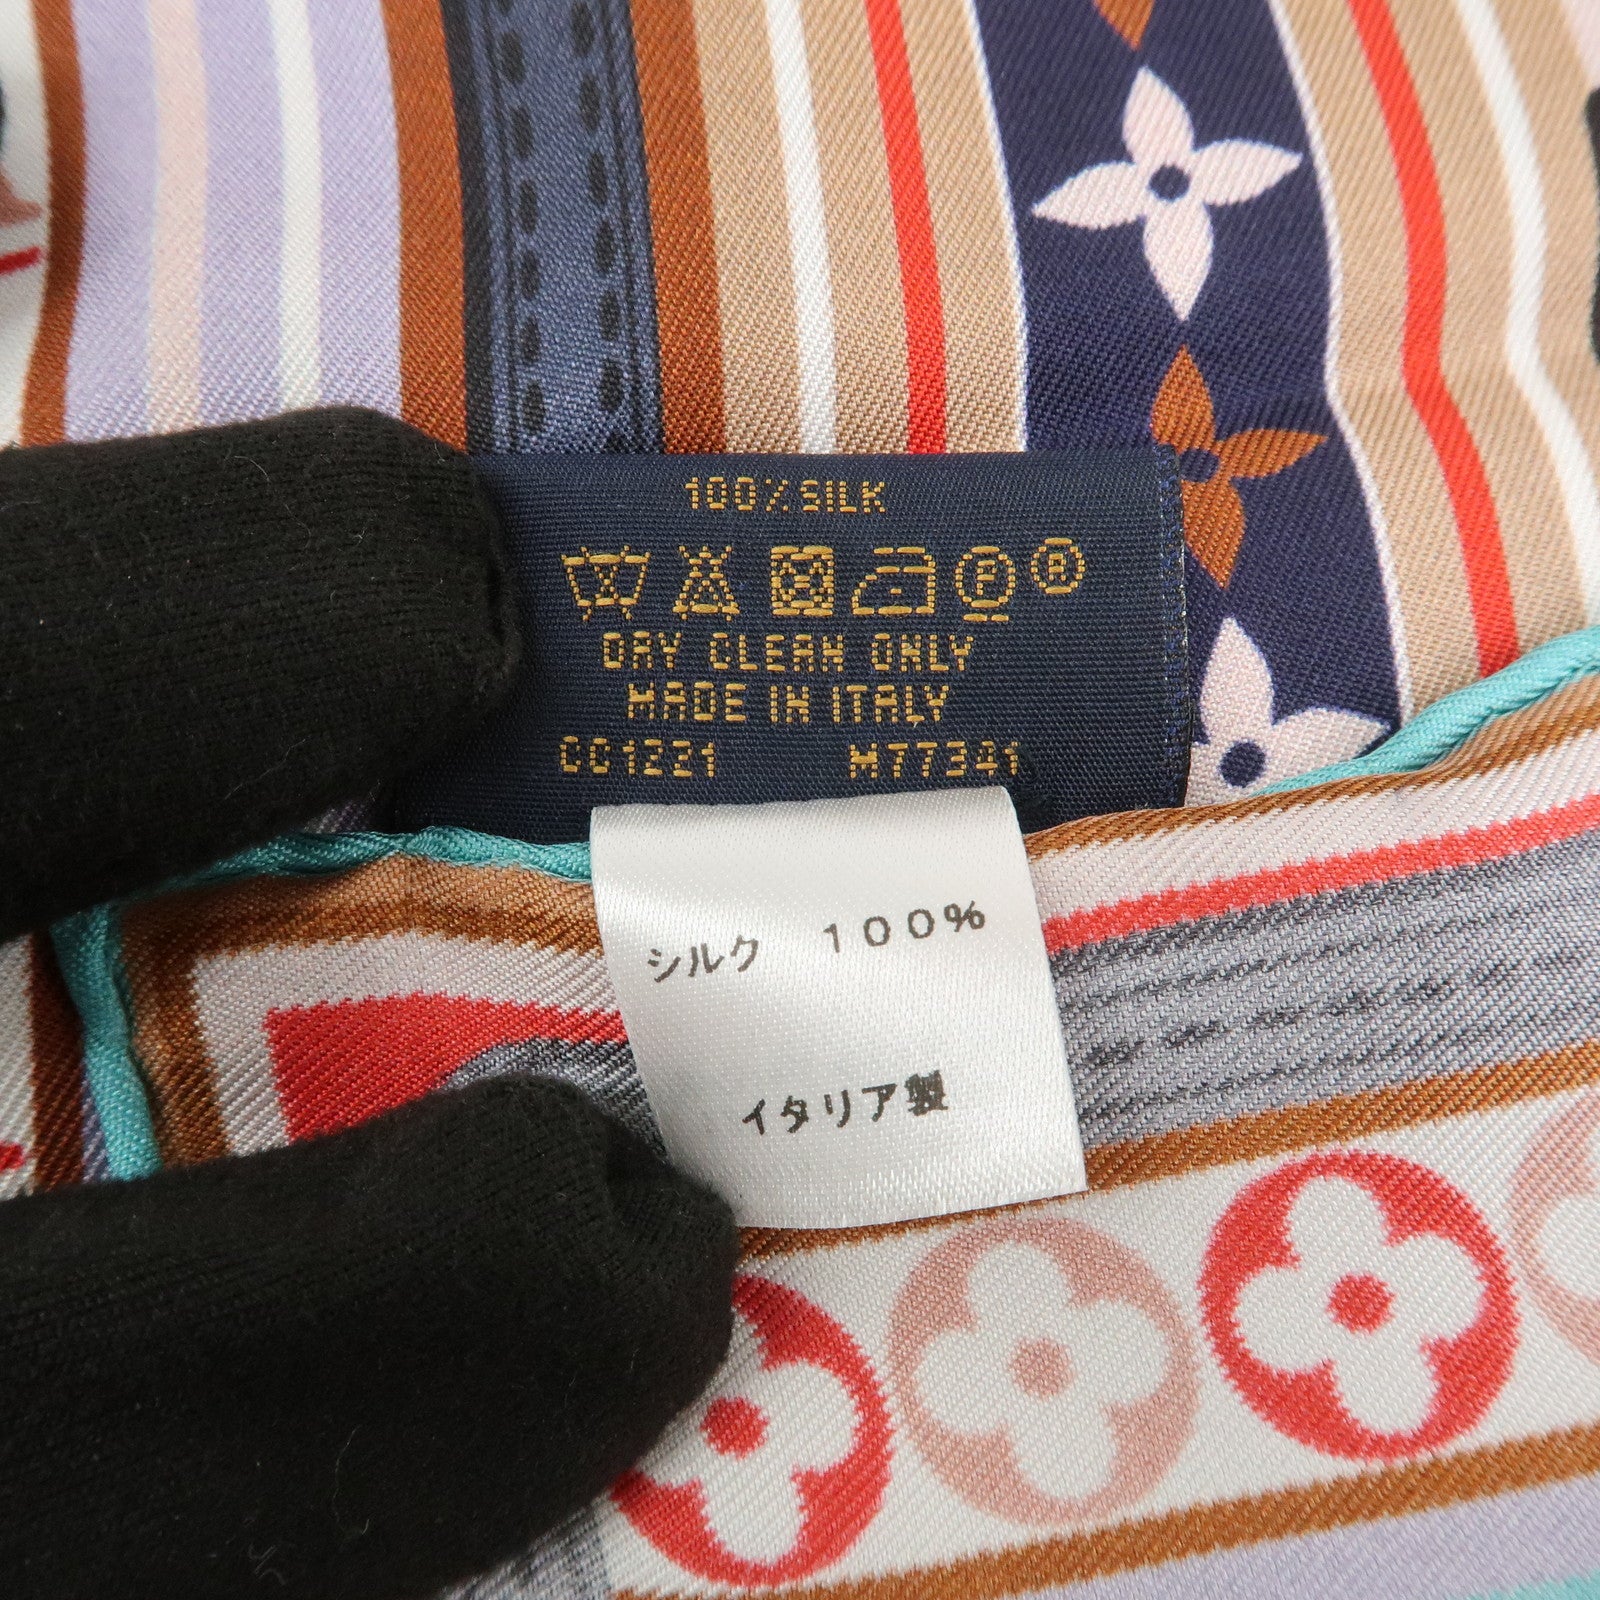 100% SILK
P R
DRY CLEAN ONLY
MADE IN ITALY
CC1221 M77341
シルク 100%
イタリア製